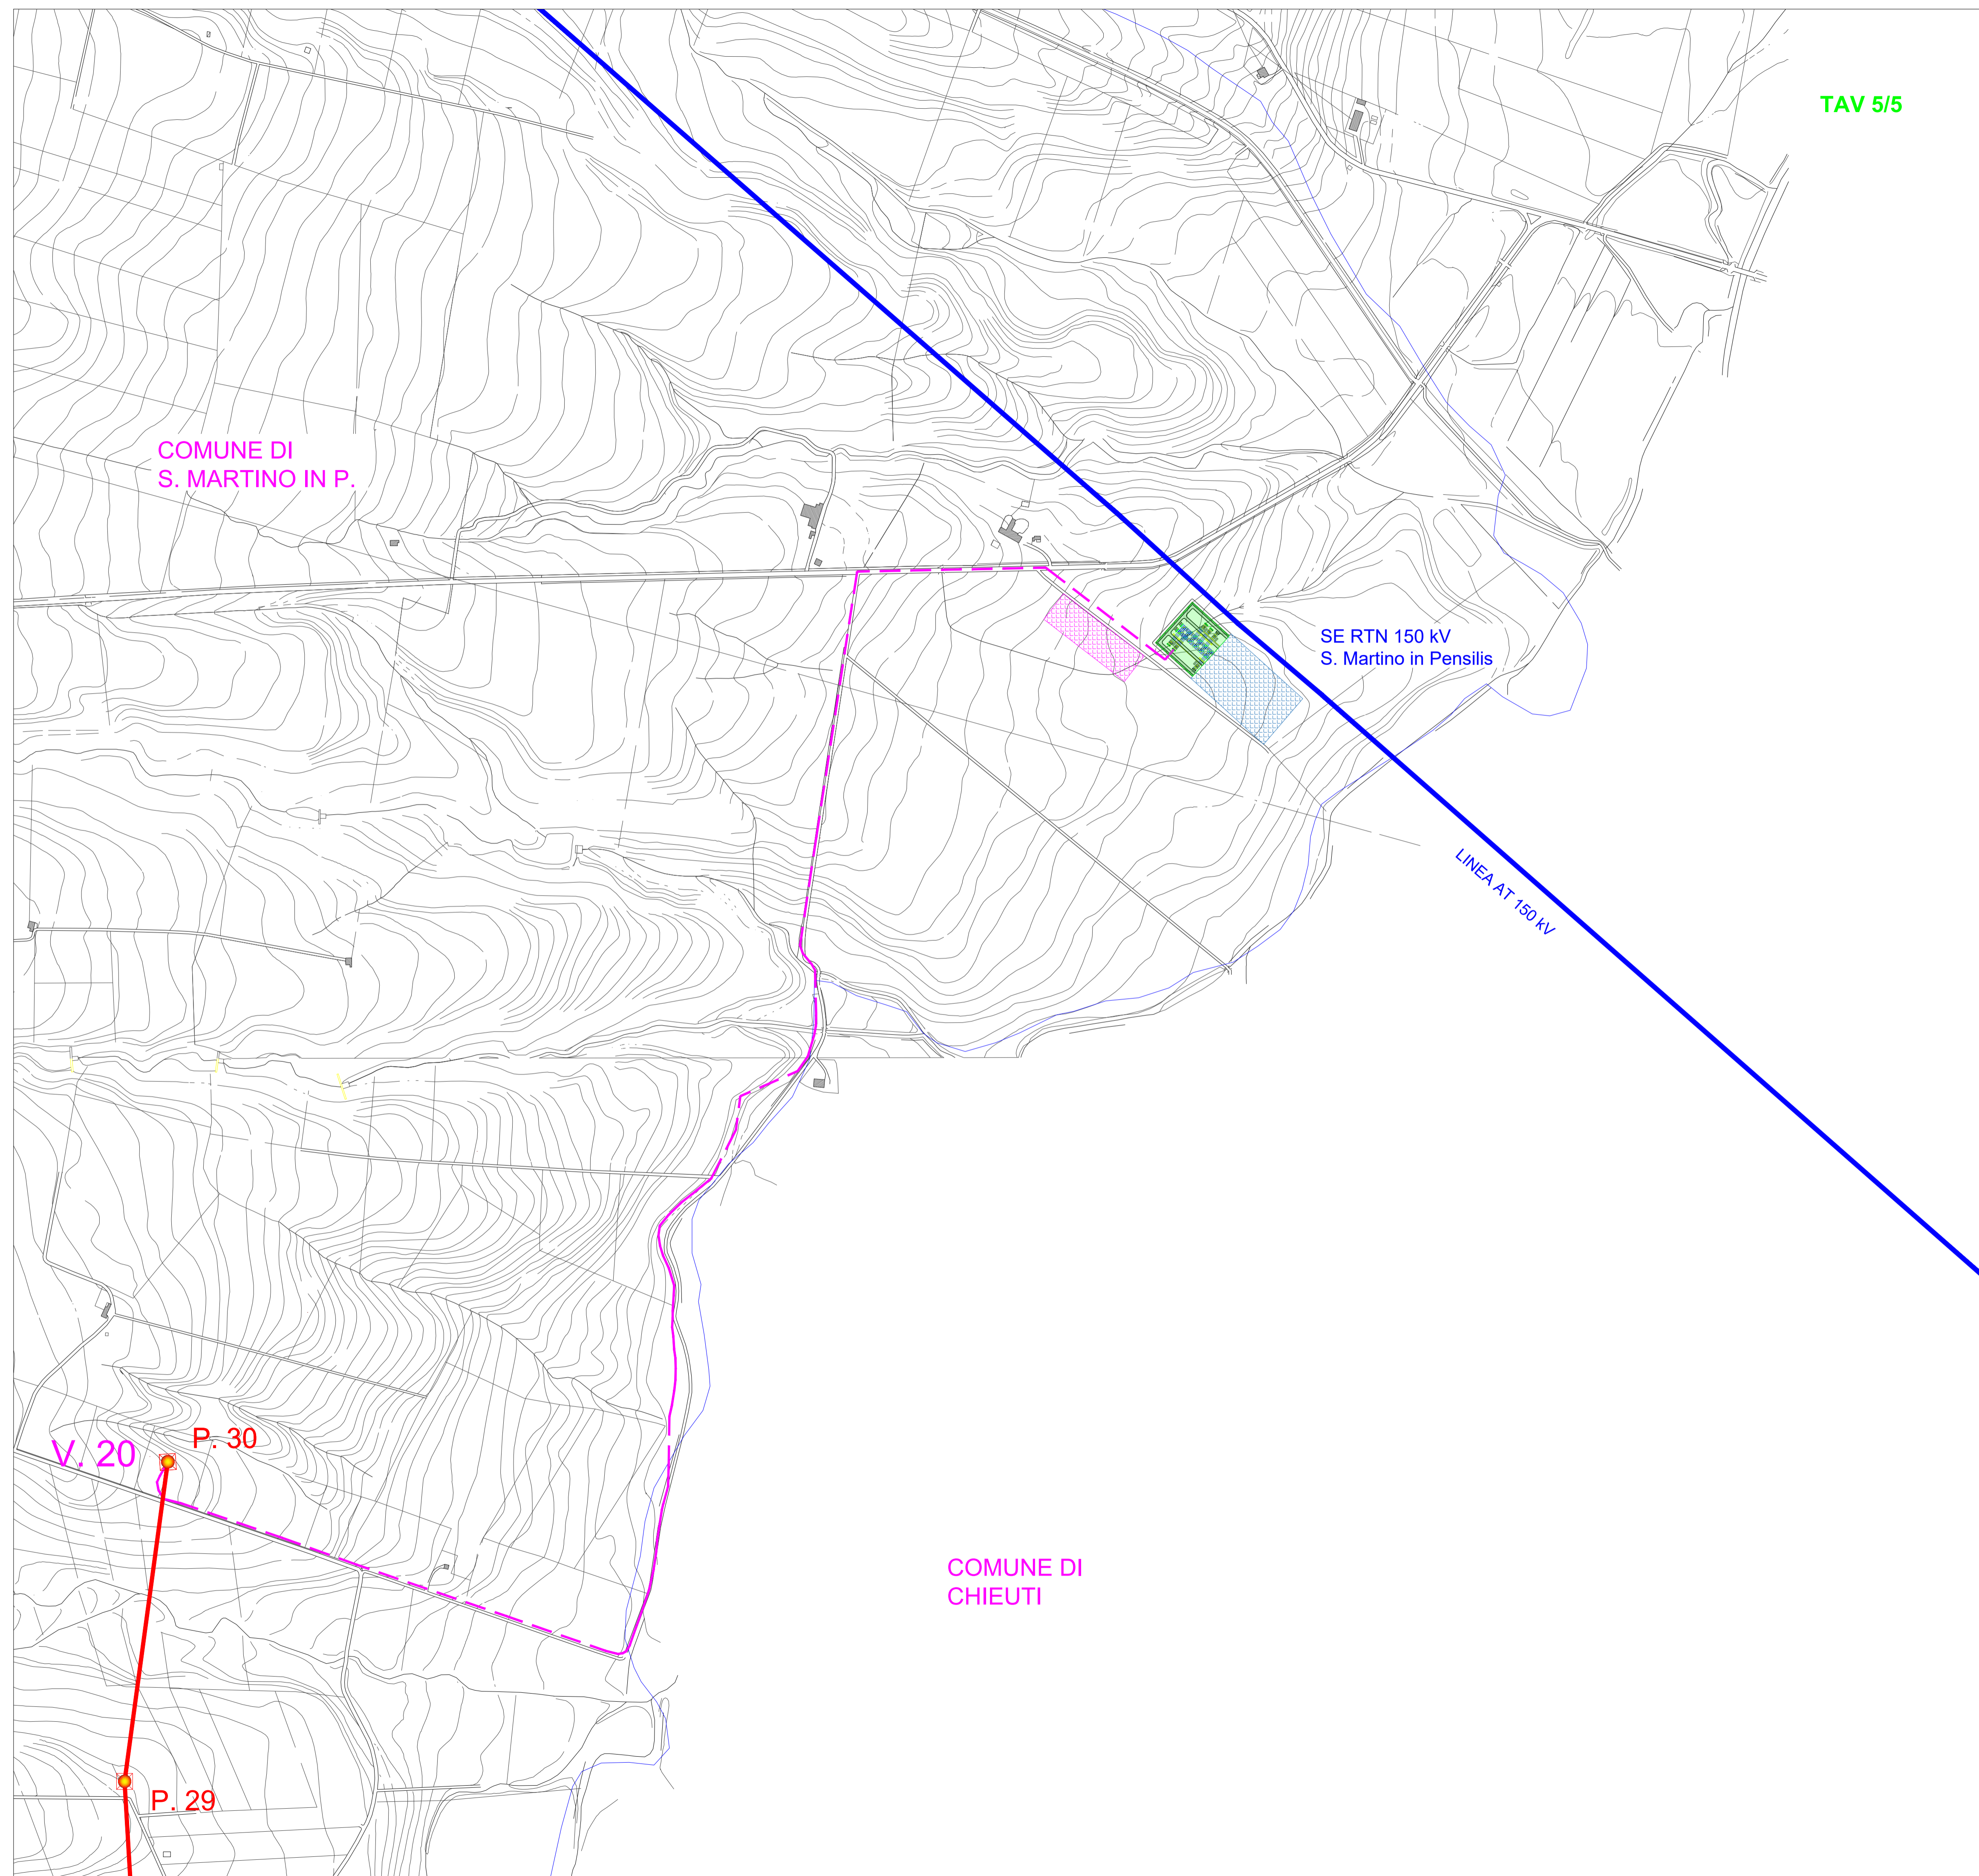 TAV 5/5
COMUNE DI
S. MARTINO IN P.
SE RTN 150 kV
S. Martino in Pensilis
LINEA AT 150 kV
P. 30
V. 20
COMUNE DI
CHIEUTI
P. 29